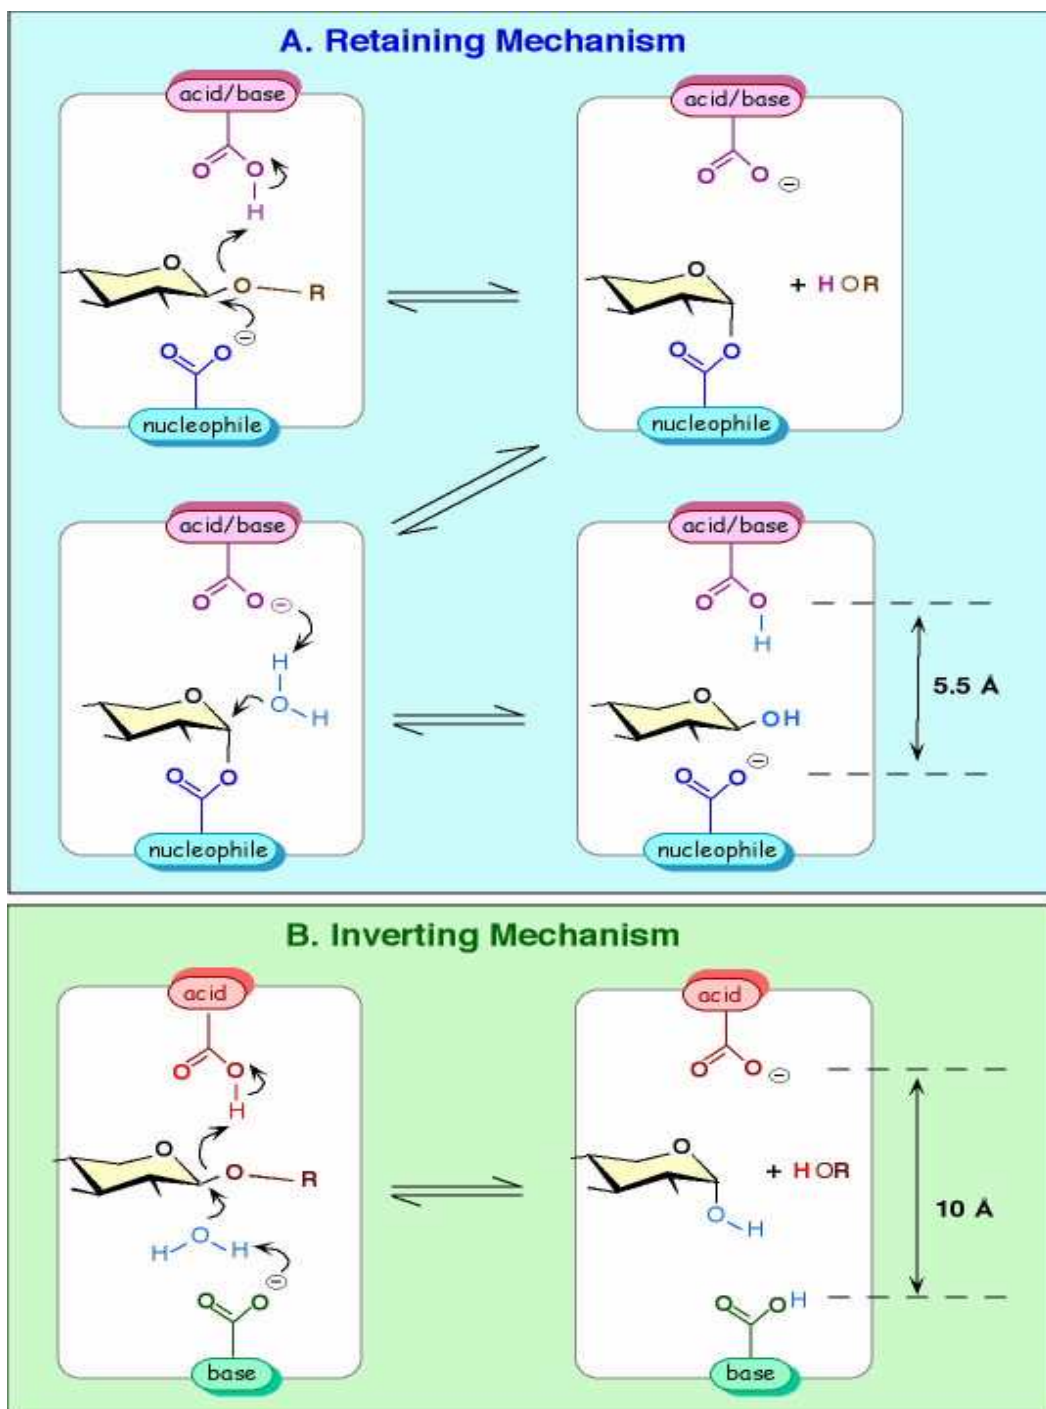 A. Retaining Mechanism
acid/base
acid/base
O
O
H
O
O
⊖
O
O
R
O
+ HOR
⊖
O
O
O
O
nucleophile
nucleophile
acid/base
acid/base
O
O
⊖
O
O
H
H
O
H
5.5 Å
O
O
OH
⊖
O
O
O
O
nucleophile
nucleophile
B. Inverting Mechanism
acid
acid
O
O
H
O
O
⊖
O
O
R
O
+ HOR
O
H
10 Å
H
O
H
⊖
O
O
O
OH
base
base